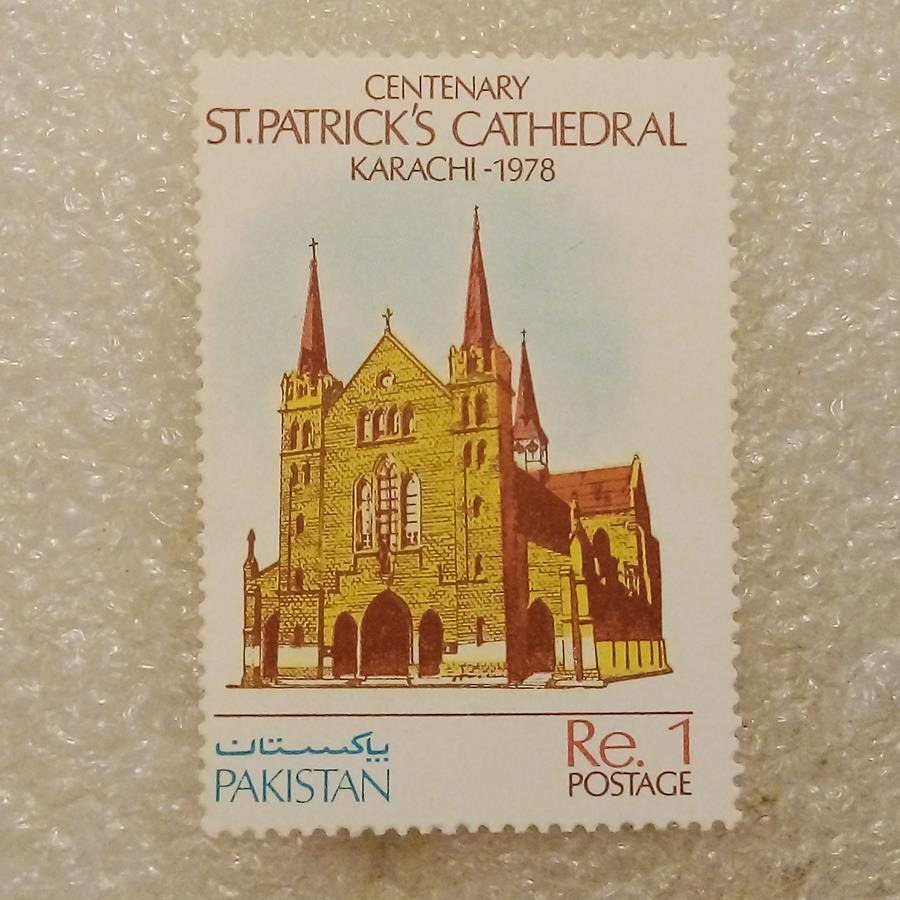 CENTENARY
ST.PATRICK'S CATHEDRAL
KARACHI -1978
پاکستان
PAKISTAN
Re. 1
POSTAGE